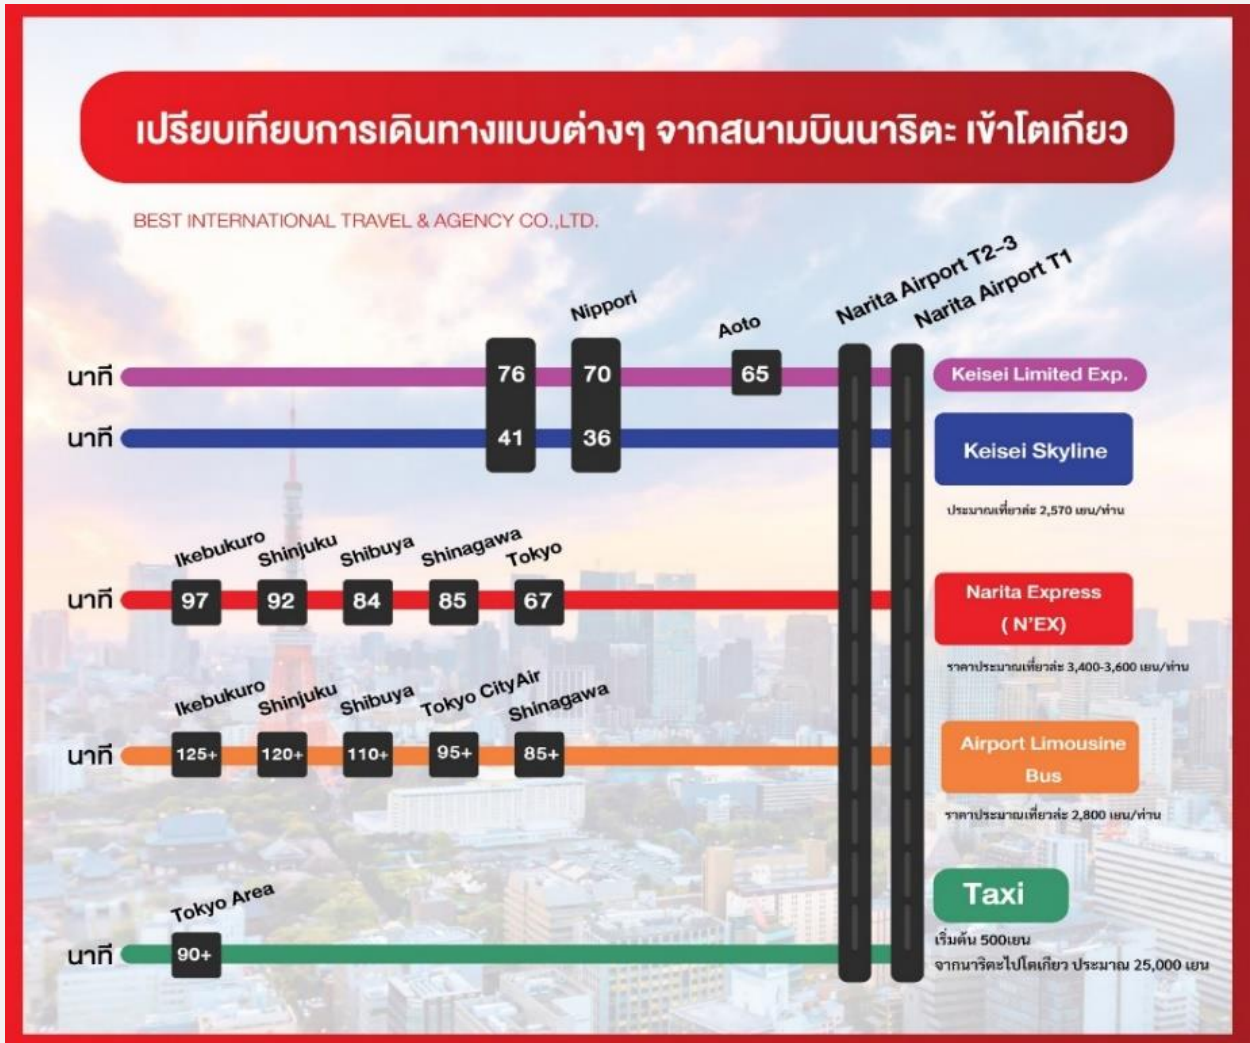 เปรียบเทียบการเดินทางแบบต่างๆ จากสนามบินนาริตะ เข้าโตเกียว
BEST INTERNATIONAL TRAVEL & AGENCY CO.,LTD.
Nippori
Aoto
Narita Airport T2-3
Narita Airport T1
นาที
76
70
65
Keisei Limited Exp.
นาที
41
36
Keisei Skyline
ประมาณเที่ยวล่ะ 2,570 เยน/ท่าน
Ikebukuro
Shinjuku
Shibuya
Shinagawa
Tokyo
นาที
97
92
84
85
67
Narita Express
( N'EX)
ราคาประมาณเที่ยวล่ะ 3,400-3,600 เยน/ท่าน
Ikebukuro
Shinjuku
Shibuya
Tokyo CityAir
Shinagawa
นาที
125+
120+
110+
95+
85+
Airport Limousine
Bus
ราคาประมาณเที่ยวล่ะ 2,800 เยน/ท่าน
Tokyo Area
นาที
90+
Taxi
เริ่มต้น 500เยน
จากนาริตะไปโตเกียว ประมาณ 25,000 เยน